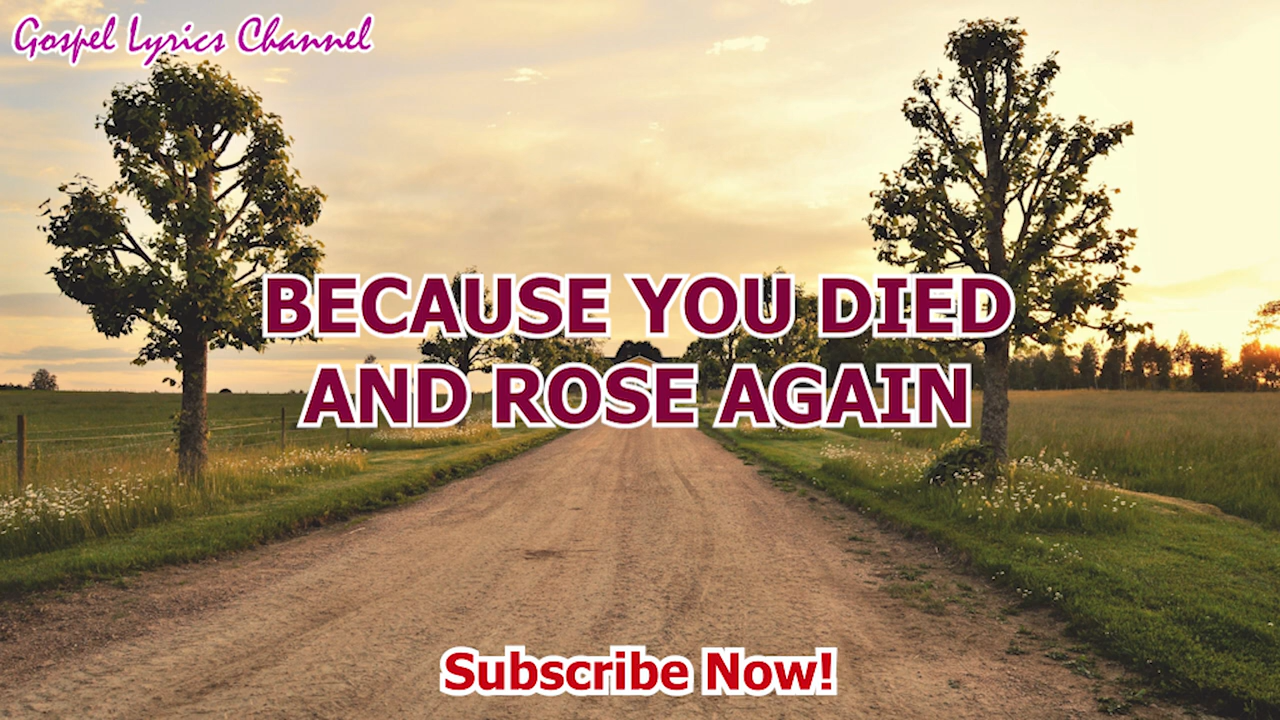 Gospel Lyrics Channel
BECAUSE YOU DIED
AND ROSE AGAIN
Subscribe Now!